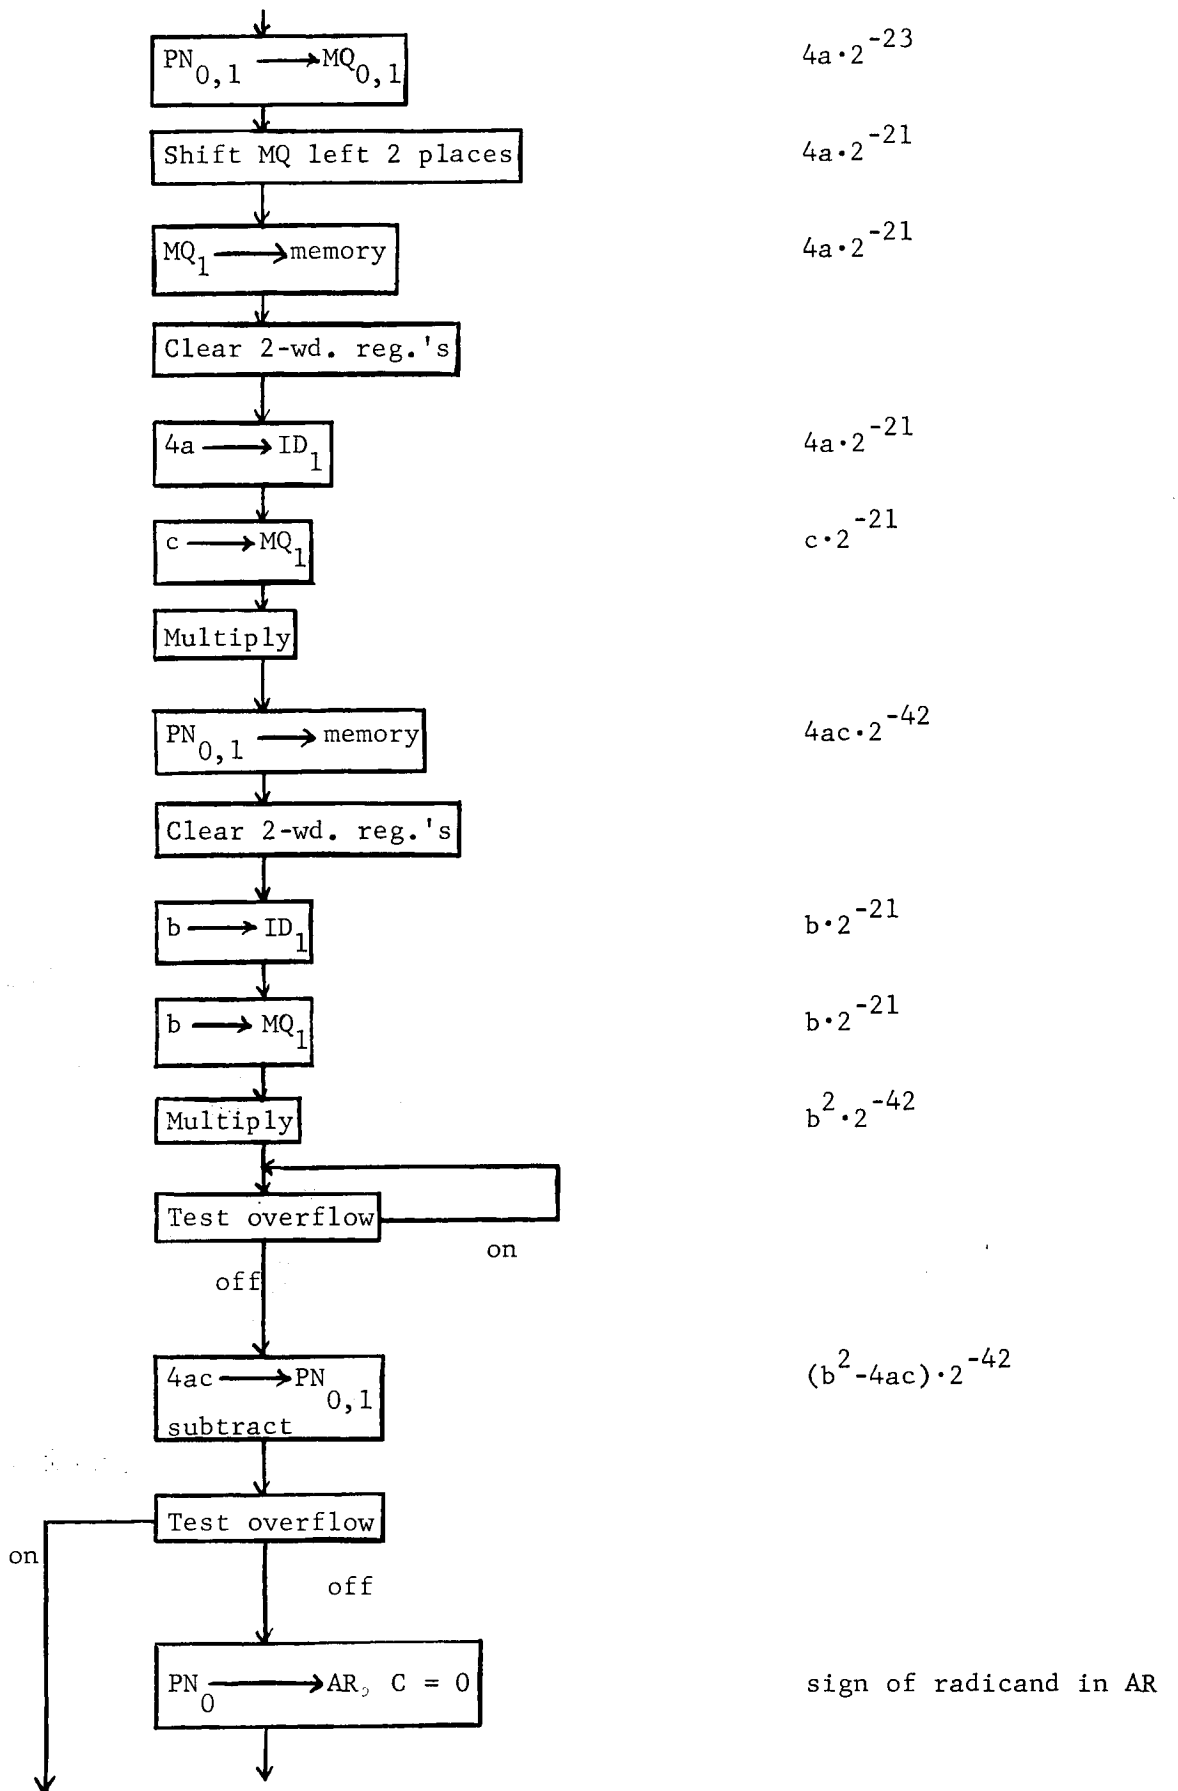 PN0,1 ⟶ MQ0,1 4a·2^-23
Shift MQ left 2 places 4a·2^-21
MQ1 ⟶ memory 4a·2^-21
Clear 2-wd. reg.'s
4a ⟶ ID1 4a·2^-21
c ⟶ MQ1 c·2^-21
Multiply
PN0,1 ⟶ memory 4ac·2^-42
Clear 2-wd. reg.'s
b ⟶ ID1 b·2^-21
b ⟶ MQ1 b·2^-21
Multiply b^2·2^-42
Test overflow
on
off
4ac ⟶ PN0,1 (b^2-4ac)·2^-42
subtract
Test overflow
on
off
PN0 ⟶ AR, C = 0 sign of radicand in AR